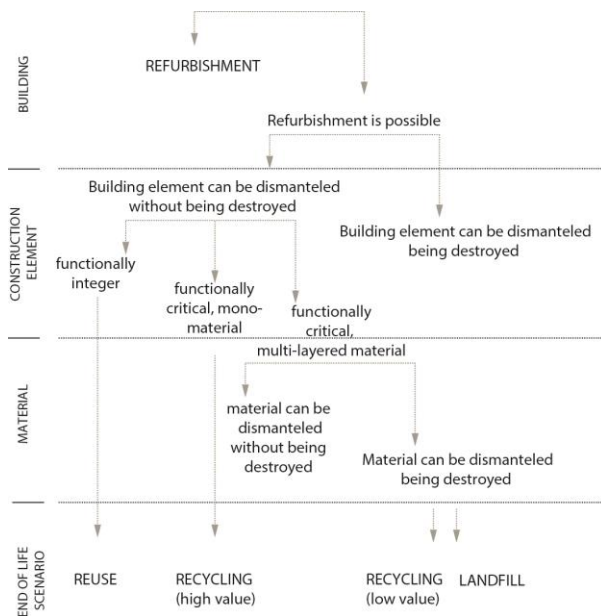 BUILDING
REFURBISHMENT
Refurbishment is possible
CONSTRUCTION
ELEMENT
Building element can be dismanteled
without being destroyed
Building element can be dismanteled
being destroyed
functionally
integer
functionally
critical, mono-
material
functionally
critical,
multi-layered material
MATERIAL
material can be
dismanteled
without being
destroyed
Material can be dismanteled
being destroyed
END OF LIFE
SCENARIO
REUSE
RECYCLING
(high value)
RECYCLING
(low value)
LANDFILL